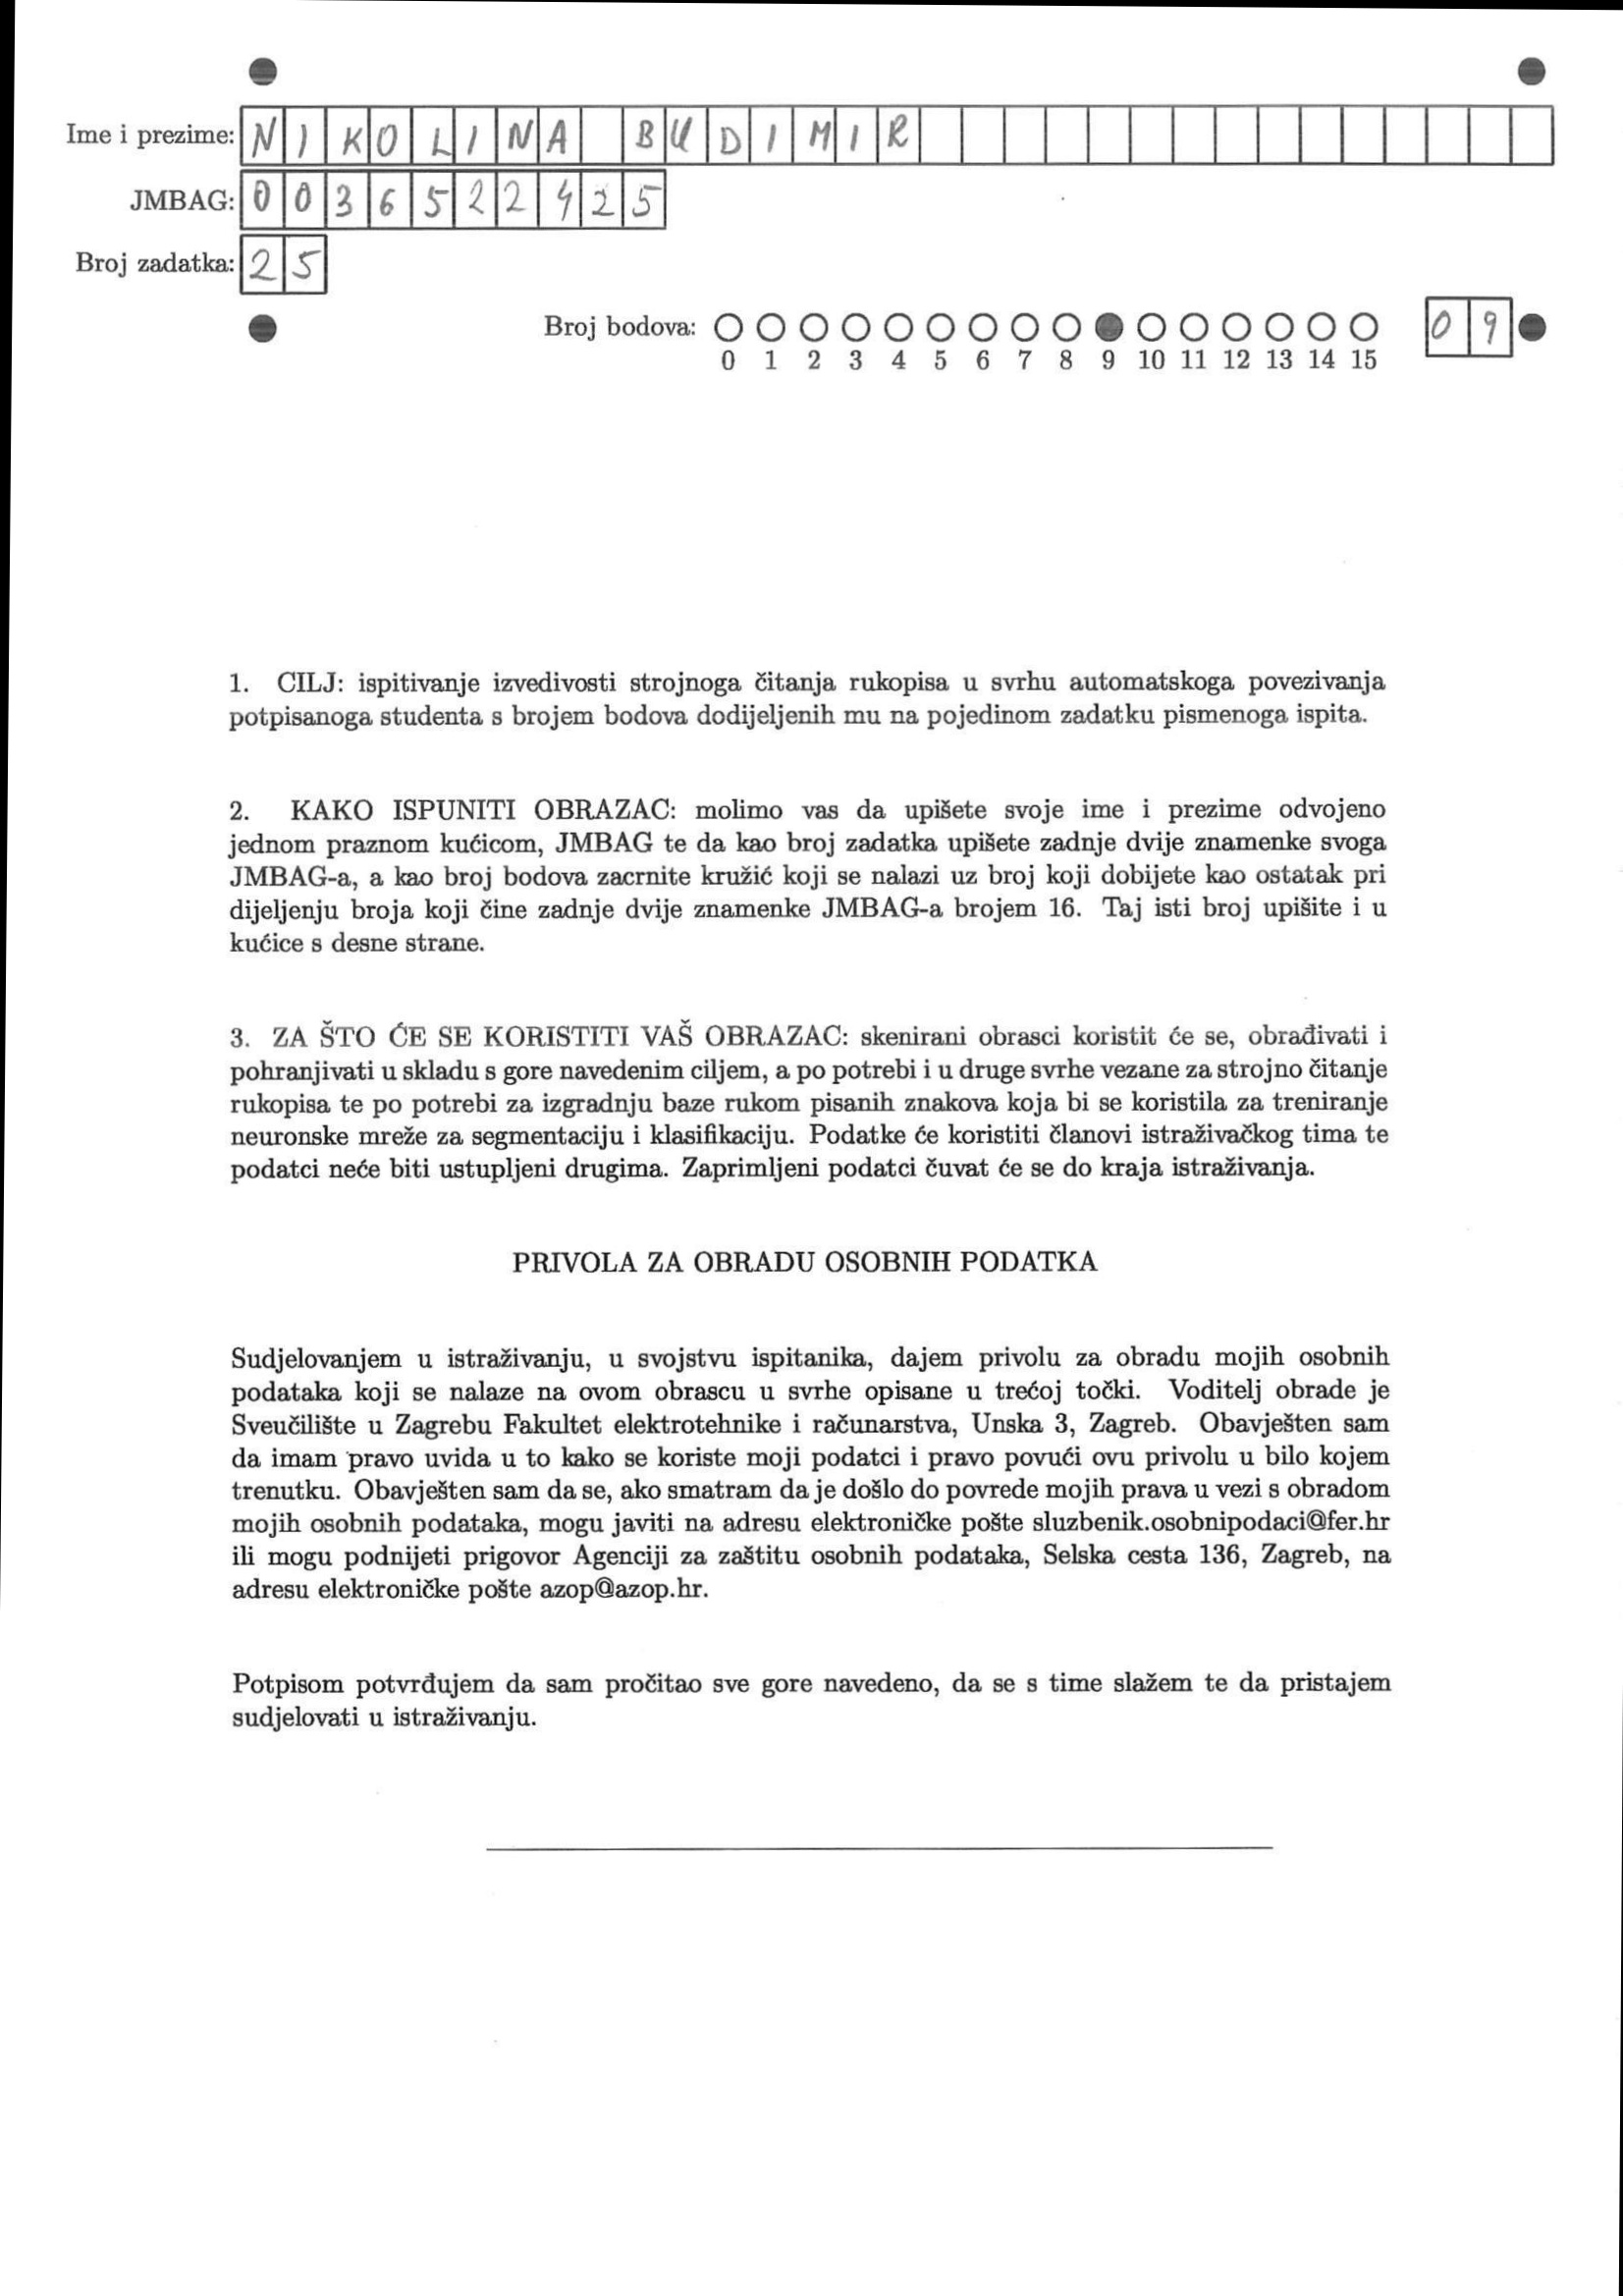 Ime i prezime: NIKOLINA BUDIMIR
JMBAG: 0036522425
Broj zadatka: 25
Broj bodova: 09
0 1 2 3 4 5 6 7 8 9 10 11 12 13 14 15
1. CILJ: ispitivanje izvedivosti strojnoga čitanja rukopisa u svrhu automatskoga povezivanja
potpisanoga studenta s brojem bodova dodijeljenih mu na pojedinom zadatku pismenoga ispita.
2. KAKO ISPUNITI OBRAZAC: molimo vas da upišete svoje ime i prezime odvojeno
jednom praznom kućicom, JMBAG te da kao broj zadatka upišete zadnje dvije znamenke svoga
JMBAG-a, a kao broj bodova zacrnite kružić koji se nalazi uz broj koji dobijete kao ostatak pri
dijeljenju broja koji čine zadnje dvije znamenke JMBAG-a brojem 16. Taj isti broj upišite i u
kućice s desne strane.
3. ZA ŠTO ĆE SE KORISTITI VAŠ OBRAZAC: skenirani obrasci koristit će se, obrađivati i
pohranjivati u skladu s gore navedenim ciljem, a po potrebi i u druge svrhe vezane za strojno čitanje
rukopisa te po potrebi za izgradnju baze rukom pisanih znakova koja bi se koristila za treniranje
neuronske mreže za segmentaciju i klasifikaciju. Podatke će koristiti članovi istraživačkog tima te
podatci neće biti ustupljeni drugima. Zaprimljeni podatci čuvat će se do kraja istraživanja.
PRIVOLA ZA OBRADU OSOBNIH PODATKA
Sudjelovanjem u istraživanju, u svojstvu ispitanika, dajem privolu za obradu mojih osobnih
podataka koji se nalaze na ovom obrascu u svrhe opisane u trećoj točki. Voditelj obrade je
Sveučilište u Zagrebu Fakultet elektrotehnike i računarstva, Unska 3, Zagreb. Obavješten sam
da imam pravo uvida u to kako se koriste moji podatci i pravo povući ovu privolu u bilo kojem
trenutku. Obavješten sam da se, ako smatram da je došlo do povrede mojih prava u vezi s obradom
mojih osobnih podataka, mogu javiti na adresu elektroničke pošte sluzbenik.osobnipodaci@fer.hr
ili mogu podnijeti prigovor Agenciji za zaštitu osobnih podataka, Selska cesta 136, Zagreb, na
adresu elektroničke pošte azop@azop.hr.
Potpisom potvrđujem da sam pročitao sve gore navedeno, da se s time slažem te da pristajem
sudjelovati u istraživanju.